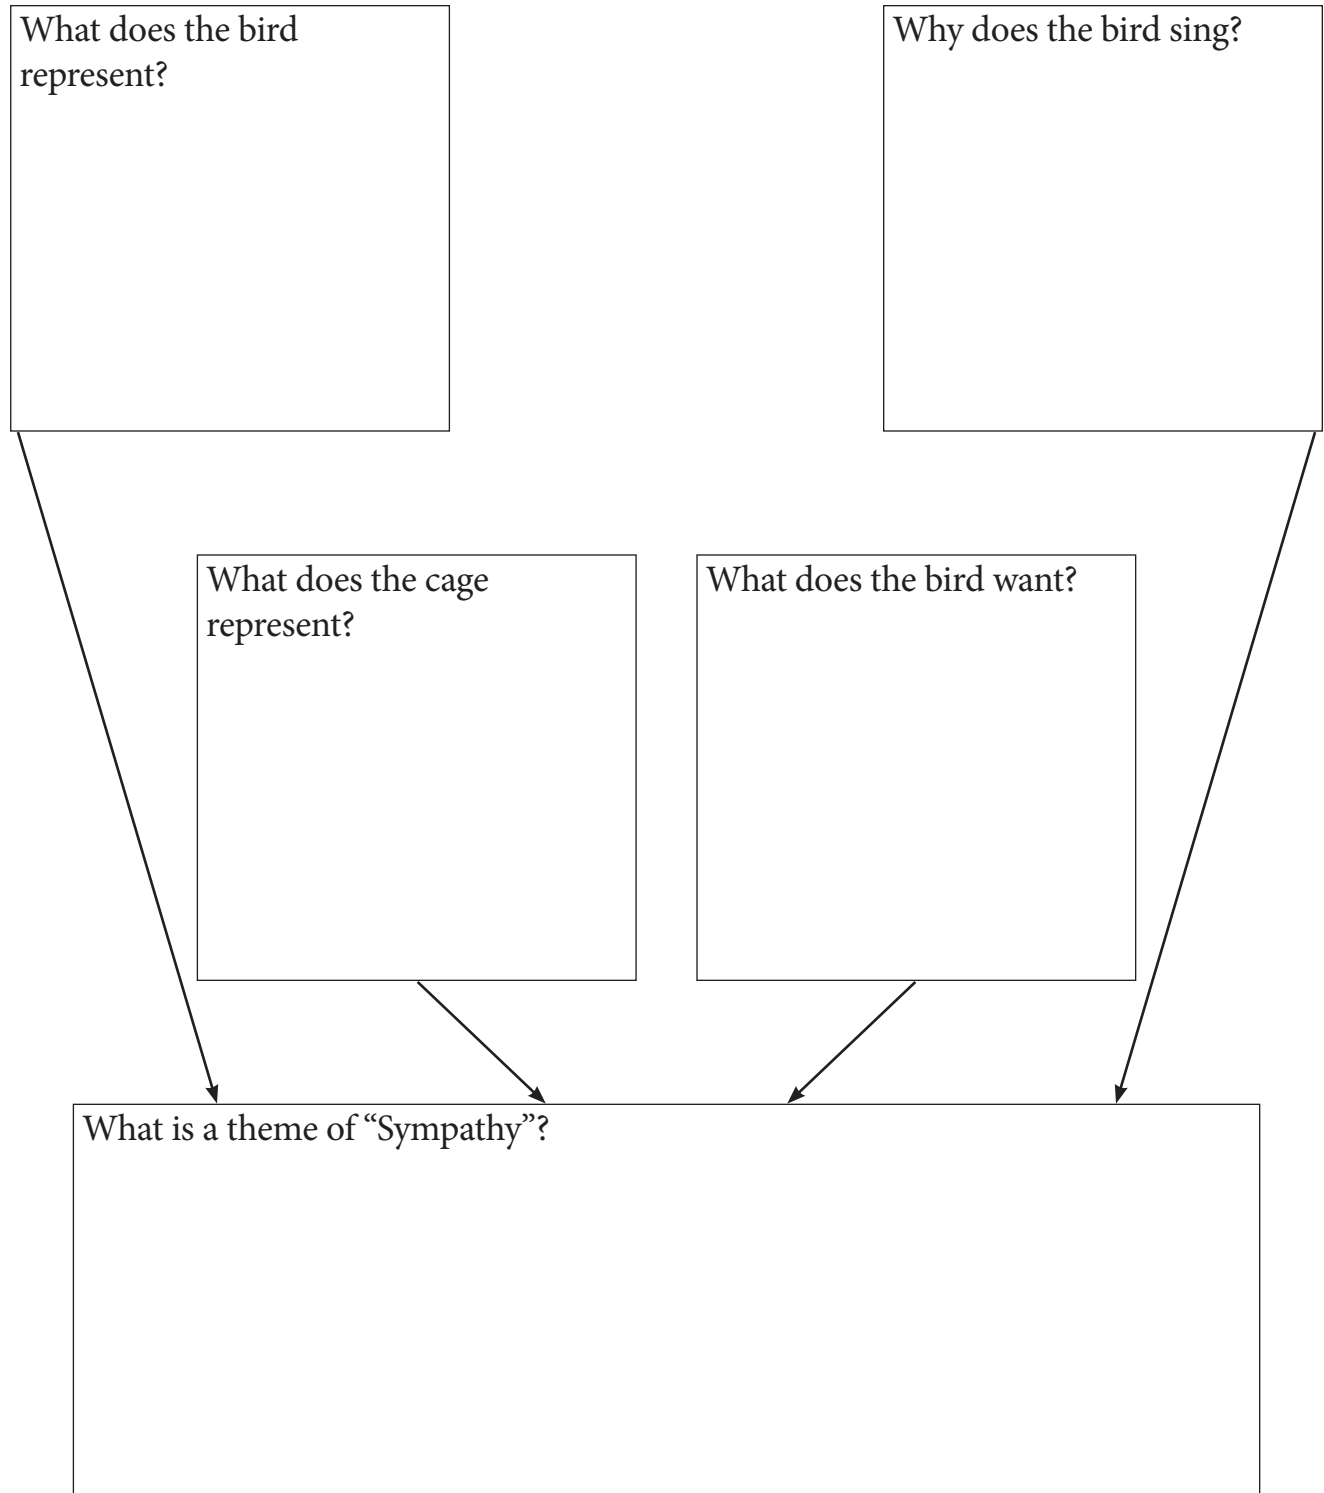 What does the bird
represent?
Why does the bird sing?
What does the cage
represent?
What does the bird want?
What is a theme of “Sympathy”?